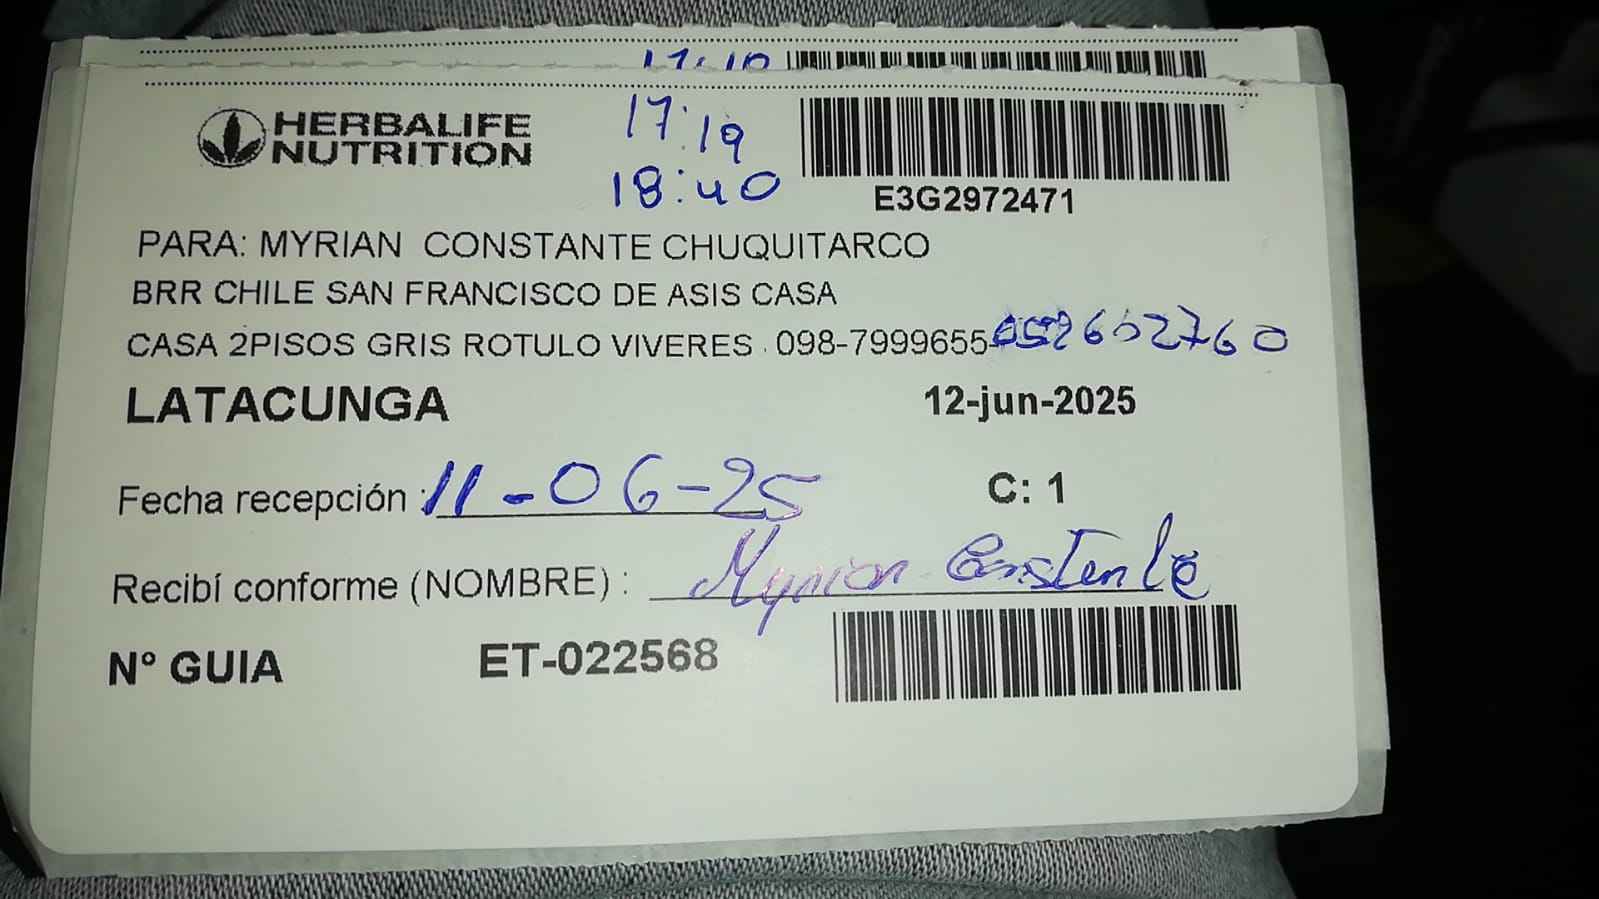 HERBALIFE
NUTRITION
17:19
18:40
E3G2972471
PARA: MYRIAN CONSTANTE CHUQUITARCO
BRR CHILE SAN FRANCISCO DE ASIS CASA
CASA 2PISOS GRIS ROTULO VIVERES . 098-7999655
LATACUNGA 12-jun-2025
Fecha recepción : 11-06-25 C: 1
Recibí conforme (NOMBRE) : Myrian Constante
N° GUIA ET-022568